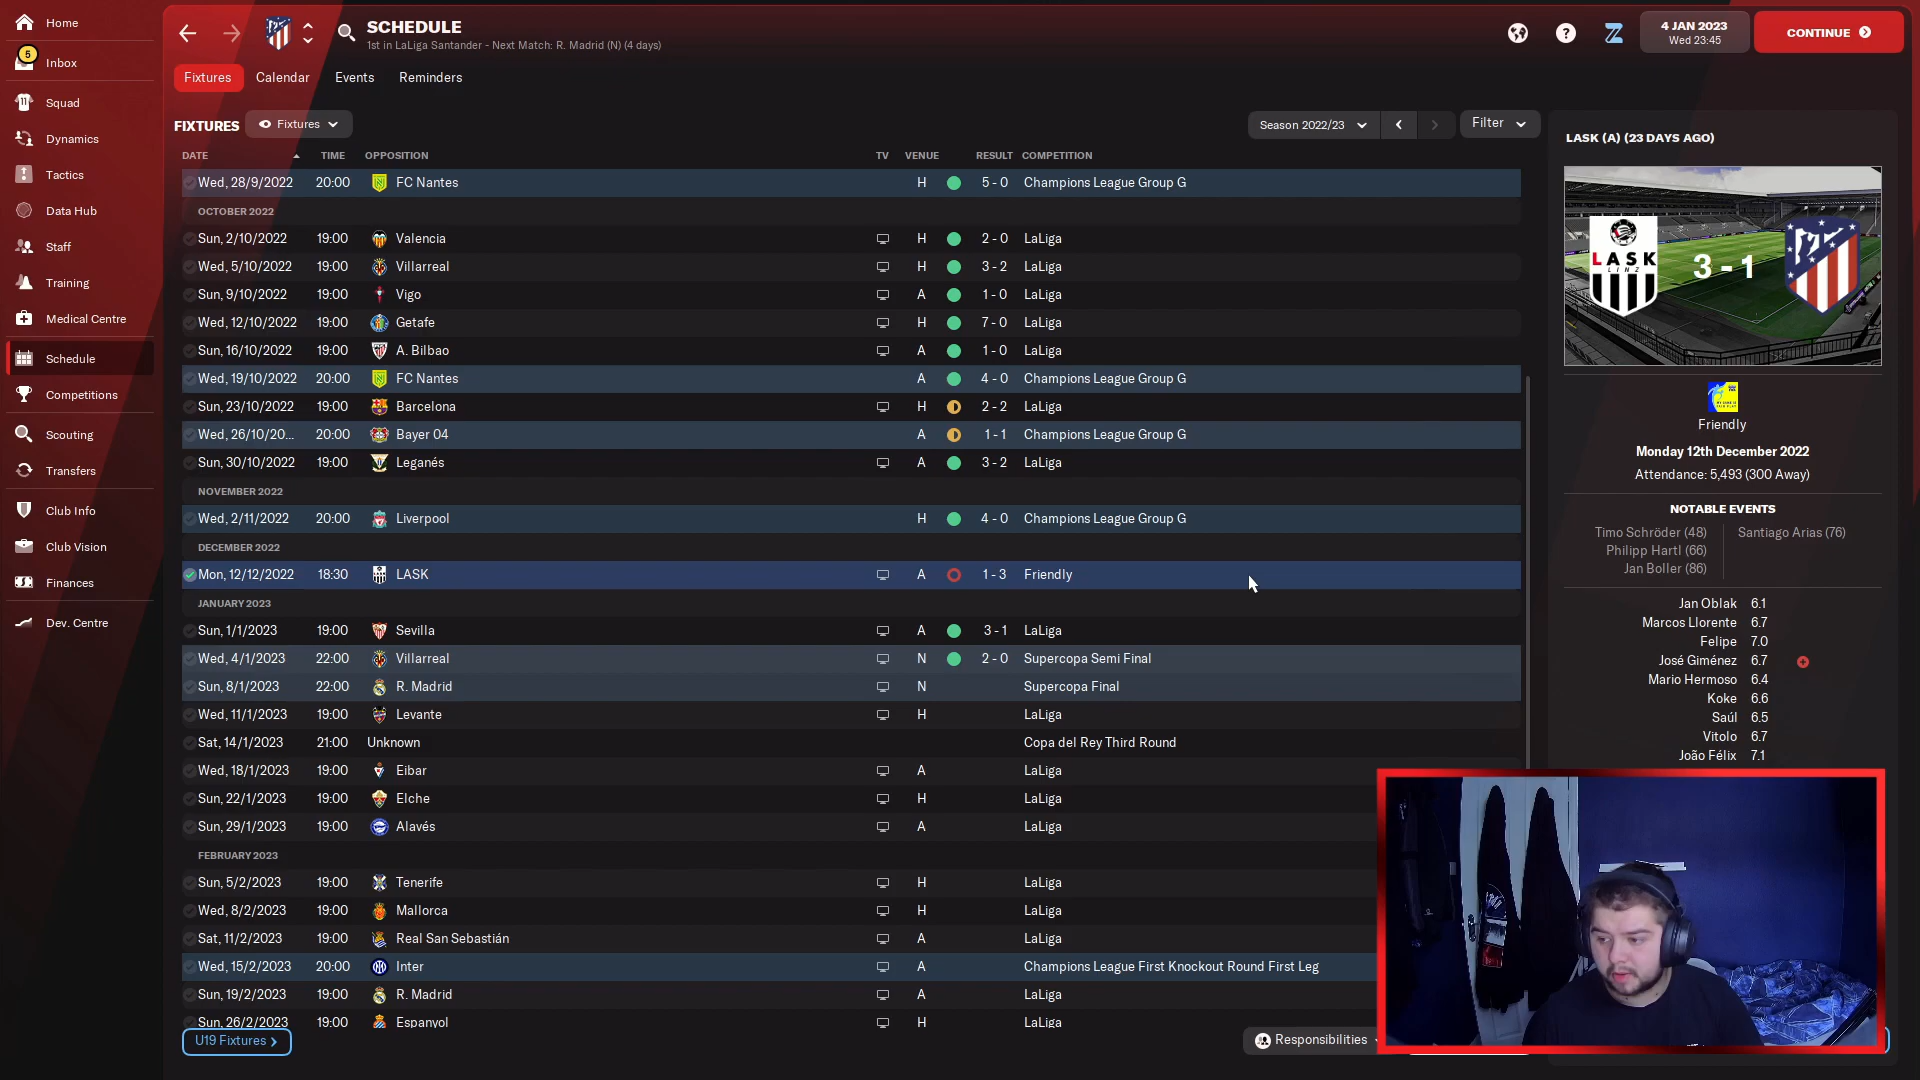 Home
5
Inbox
Squad
Dynamics
Tactics
Data Hub
Staff
Training
Medical Centre
Schedule
Competitions
Scouting
Transfers
Club Info
Club Vision
Finances
Dev. Centre
SCHEDULE
1st in LaLiga Santander - Next Match: R. Madrid (N) (4 days)
4 JAN 2023
Wed 23:45
CONTINUE
Fixtures Calendar Events Reminders
FIXTURES Fixtures Season 2022/23 Filter
DATE TIME OPPOSITION TV VENUE RESULT COMPETITION
Wed, 28/9/2022 20:00 FC Nantes H 5 - 0 Champions League Group G
OCTOBER 2022
Sun, 2/10/2022 19:00 Valencia H 2 - 0 LaLiga
Wed, 5/10/2022 19:00 Villarreal H 3 - 2 LaLiga
Sun, 9/10/2022 19:00 Vigo A 1 - 0 LaLiga
Wed, 12/10/2022 19:00 Getafe H 7 - 0 LaLiga
Sun, 16/10/2022 19:00 A. Bilbao A 1 - 0 LaLiga
Wed, 19/10/2022 20:00 FC Nantes A 4 - 0 Champions League Group G
Sun, 23/10/2022 19:00 Barcelona H 2 - 2 LaLiga
Wed, 26/10/20... 20:00 Bayer 04 A 1 - 1 Champions League Group G
Sun, 30/10/2022 19:00 Leganés A 3 - 2 LaLiga
NOVEMBER 2022
Wed, 2/11/2022 20:00 Liverpool H 4 - 0 Champions League Group G
DECEMBER 2022
Mon, 12/12/2022 18:30 LASK A 1 - 3 Friendly
JANUARY 2023
Sun, 1/1/2023 19:00 Sevilla A 3 - 1 LaLiga
Wed, 4/1/2023 22:00 Villarreal N 2 - 0 Supercopa Semi Final
Sun, 8/1/2023 22:00 R. Madrid N Supercopa Final
Wed, 11/1/2023 19:00 Levante H LaLiga
Sat, 14/1/2023 21:00 Unknown Copa del Rey Third Round
Wed, 18/1/2023 19:00 Eibar A LaLiga
Sun, 22/1/2023 19:00 Elche H LaLiga
Sun, 29/1/2023 19:00 Alavés A LaLiga
FEBRUARY 2023
Sun, 5/2/2023 19:00 Tenerife H LaLiga
Wed, 8/2/2023 19:00 Mallorca H LaLiga
Sat, 11/2/2023 19:00 Real San Sebastián A LaLiga
Wed, 15/2/2023 20:00 Inter A Champions League First Knockout Round First Leg
Sun, 19/2/2023 19:00 R. Madrid A LaLiga
Sun, 26/2/2023 19:00 Espanyol H LaLiga
U19 Fixtures
Responsibilities
LASK (A) (23 DAYS AGO)
LASK
LINZ
3 - 1
Friendly
Monday 12th December 2022
Attendance: 5,493 (300 Away)
NOTABLE EVENTS
Timo Schröder (48) Santiago Arias (76)
Philipp Hartl (66)
Jan Boller (86)
Jan Oblak 6.1
Marcos Llorente 6.7
Felipe 7.0
José Giménez 6.7
Mario Hermoso 6.4
Koke 6.6
Saúl 6.5
Vitolo 6.7
João Félix 7.1